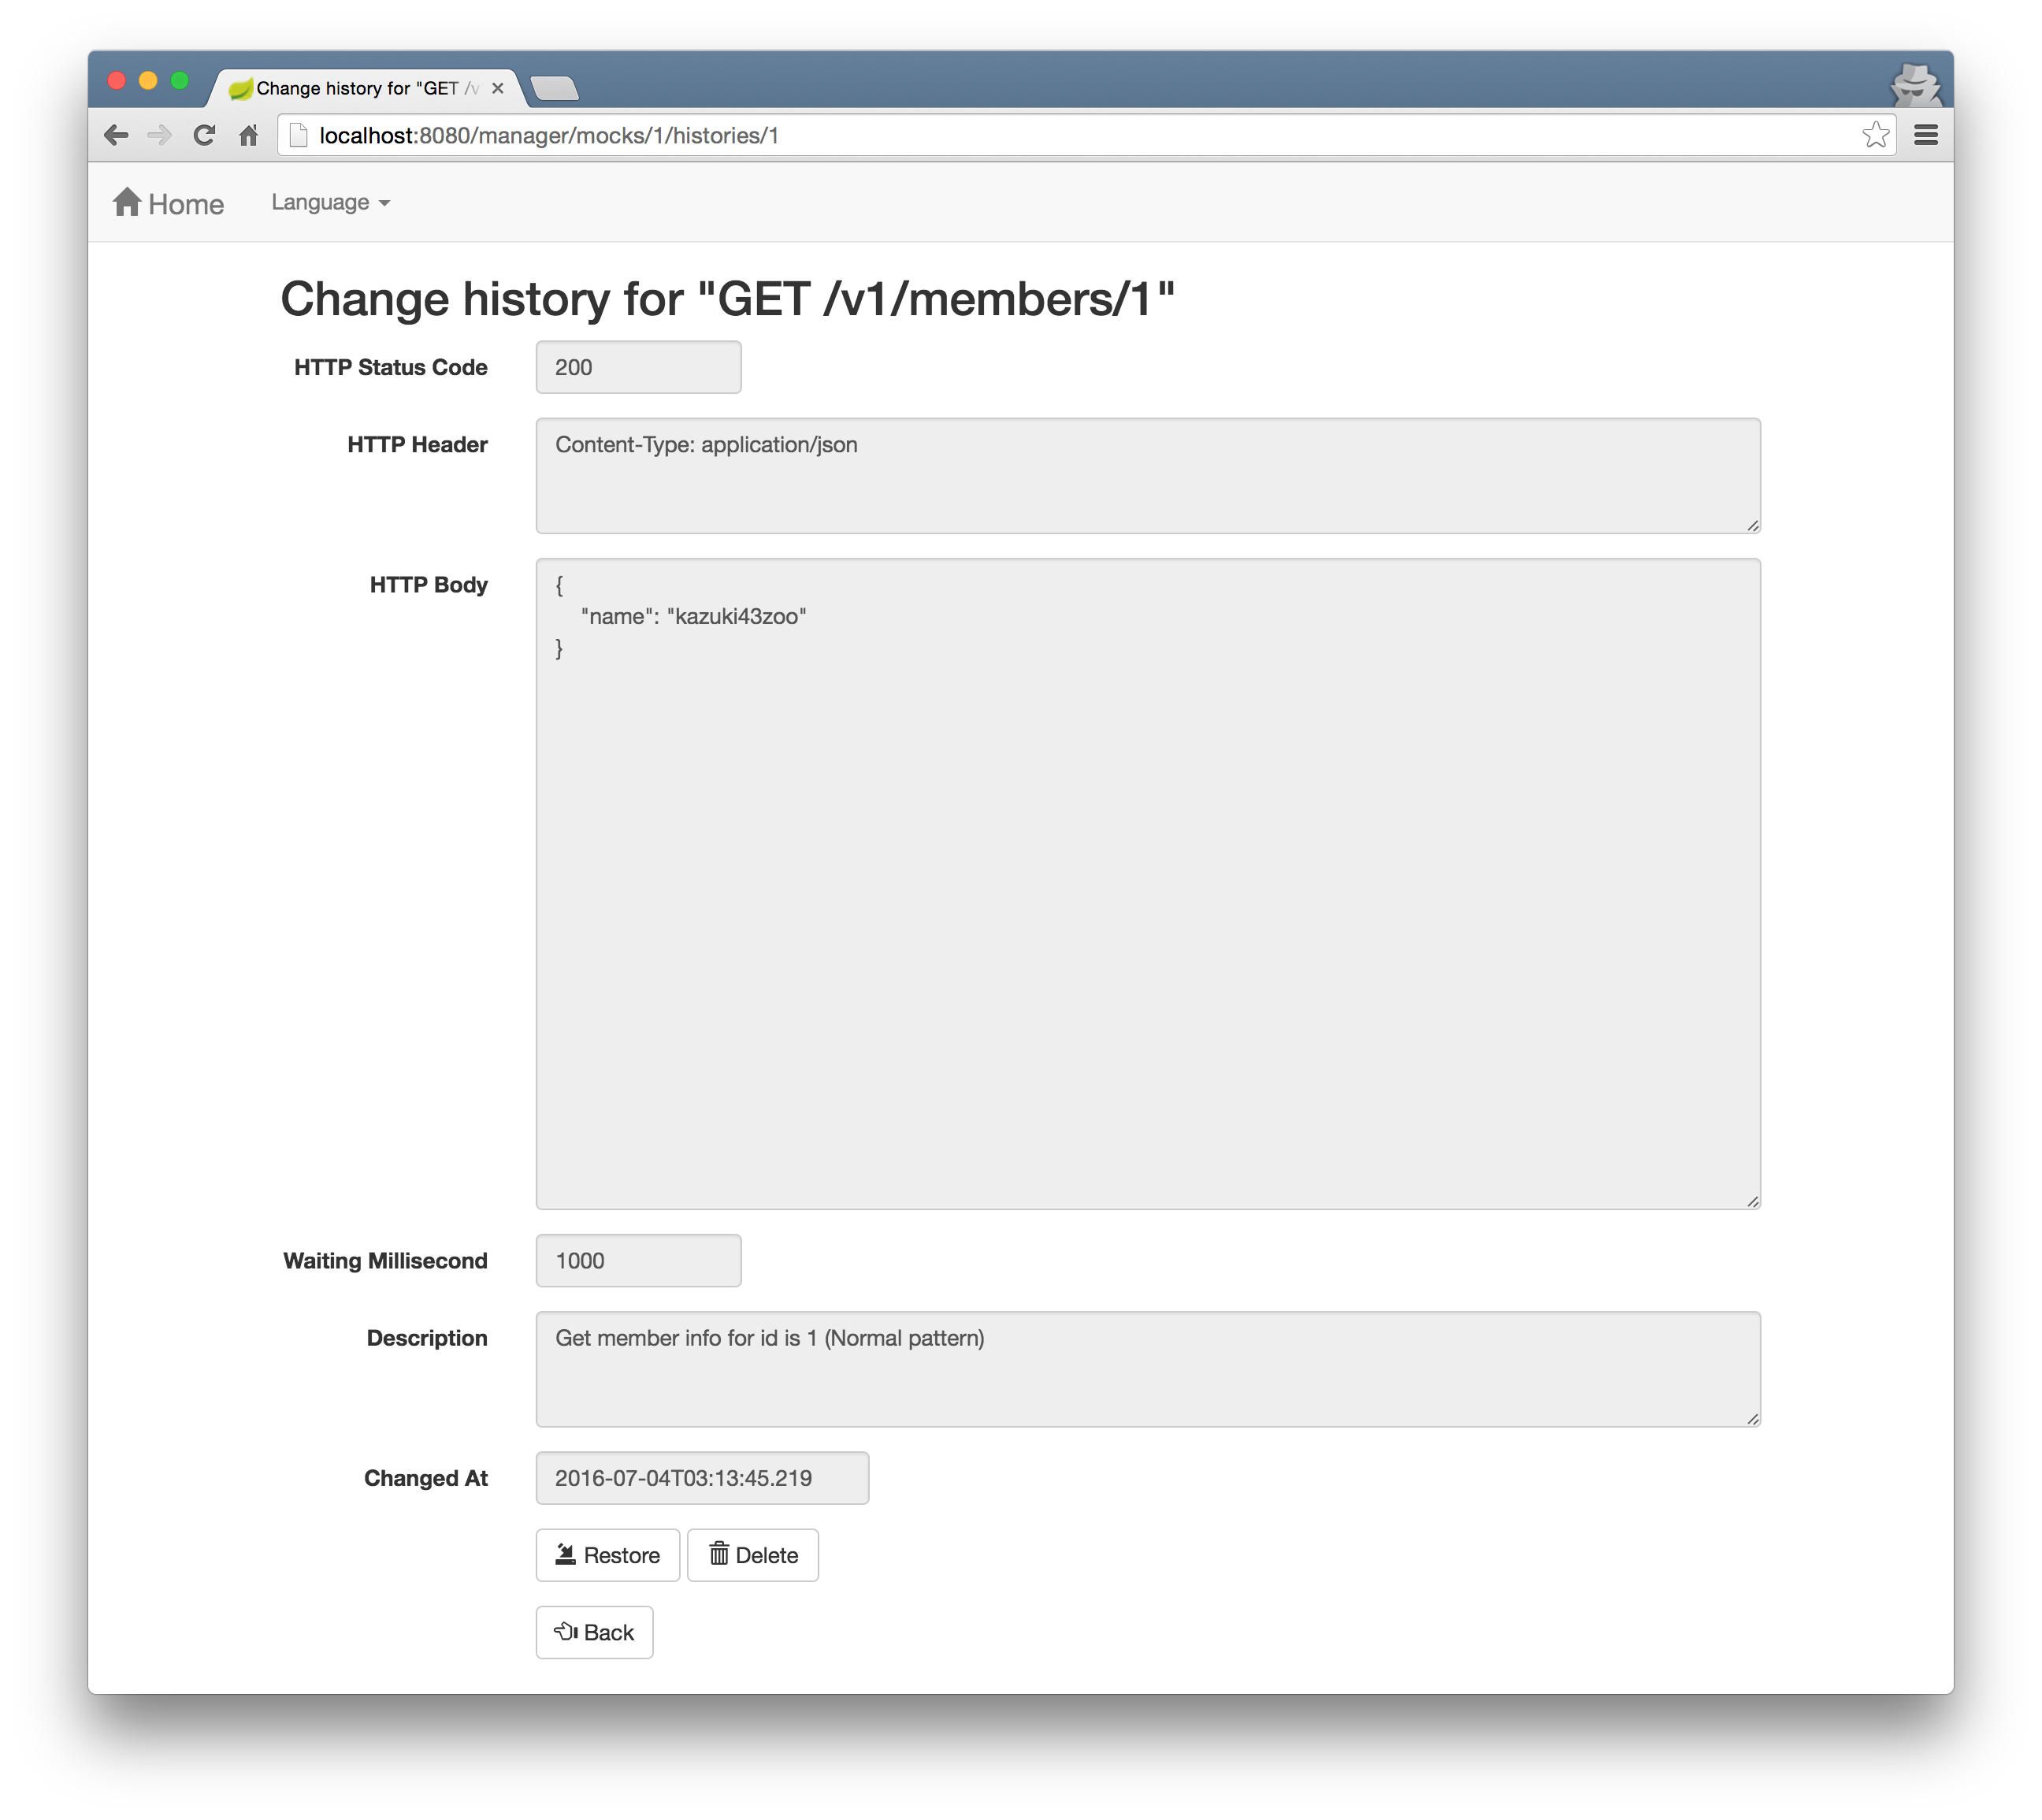 Change history for "GET /v
localhost:8080/manager/mocks/1/histories/1
Home Language
Change history for "GET /v1/members/1"
HTTP Status Code 200
HTTP Header Content-Type: application/json
HTTP Body {
"name": "kazuki43zoo"
}
Waiting Millisecond 1000
Description Get member info for id is 1 (Normal pattern)
Changed At 2016-07-04T03:13:45.219
Restore Delete
Back